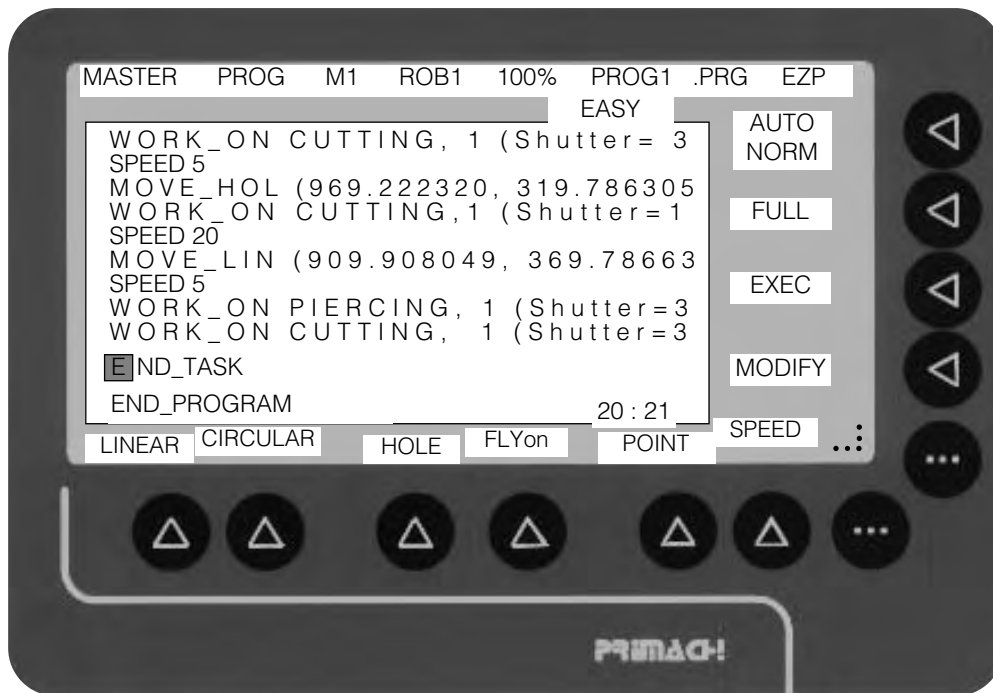 MASTER PROG M1 ROB1 100% PROG1 .PRG EZP
EASY
AUTO
NORM
WORK_ON CUTTING, 1 (Shutter= 3
SPEED 5
MOVE_HOL (969.222320, 319.786305
WORK_ON CUTTING,1 (Shutter=1
FULL
SPEED 20
MOVE_LIN (909.908049, 369.78663
SPEED 5
EXEC
WORK_ON PIERCING, 1 (Shutter=3
WORK_ON CUTTING, 1 (Shutter=3
END_TASK
MODIFY
END_PROGRAM
20 : 21
LINEAR CIRCULAR HOLE FLYon POINT SPEED
PRIMACH!